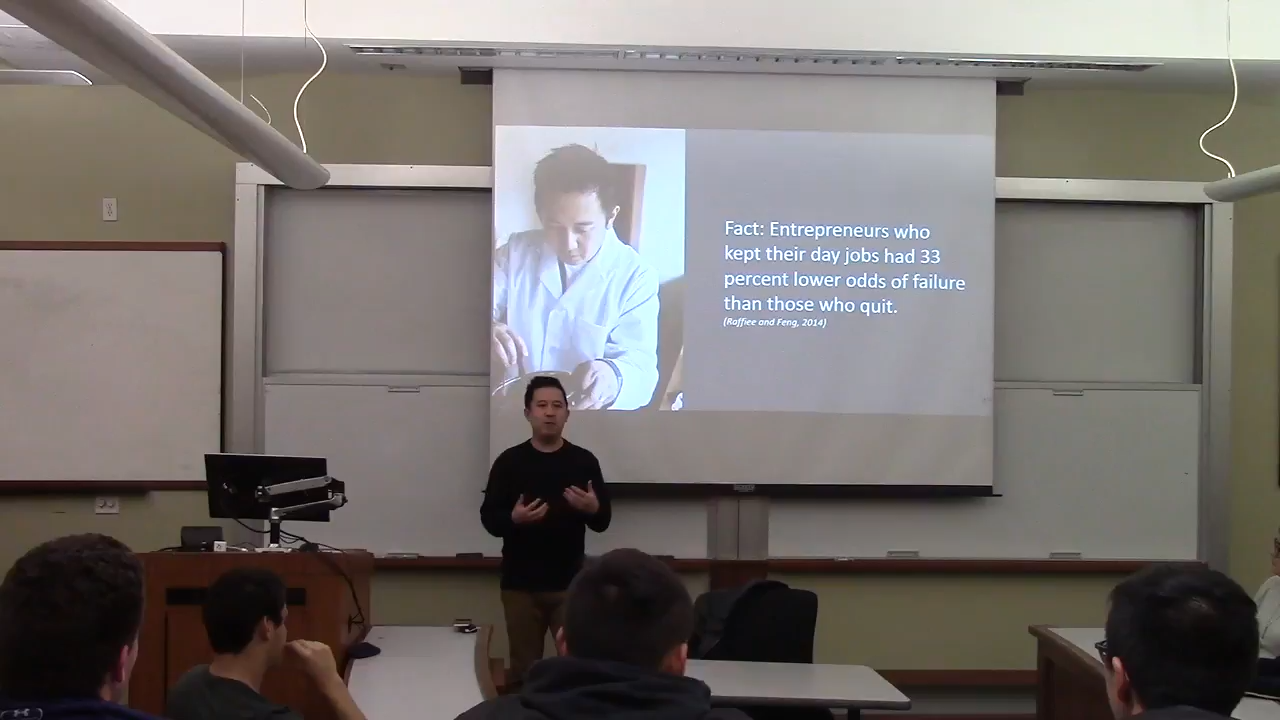 Fact: Entrepreneurs who
kept their day jobs had 33
percent lower odds of failure
than those who quit.
(Raffiee and Feng, 2014)